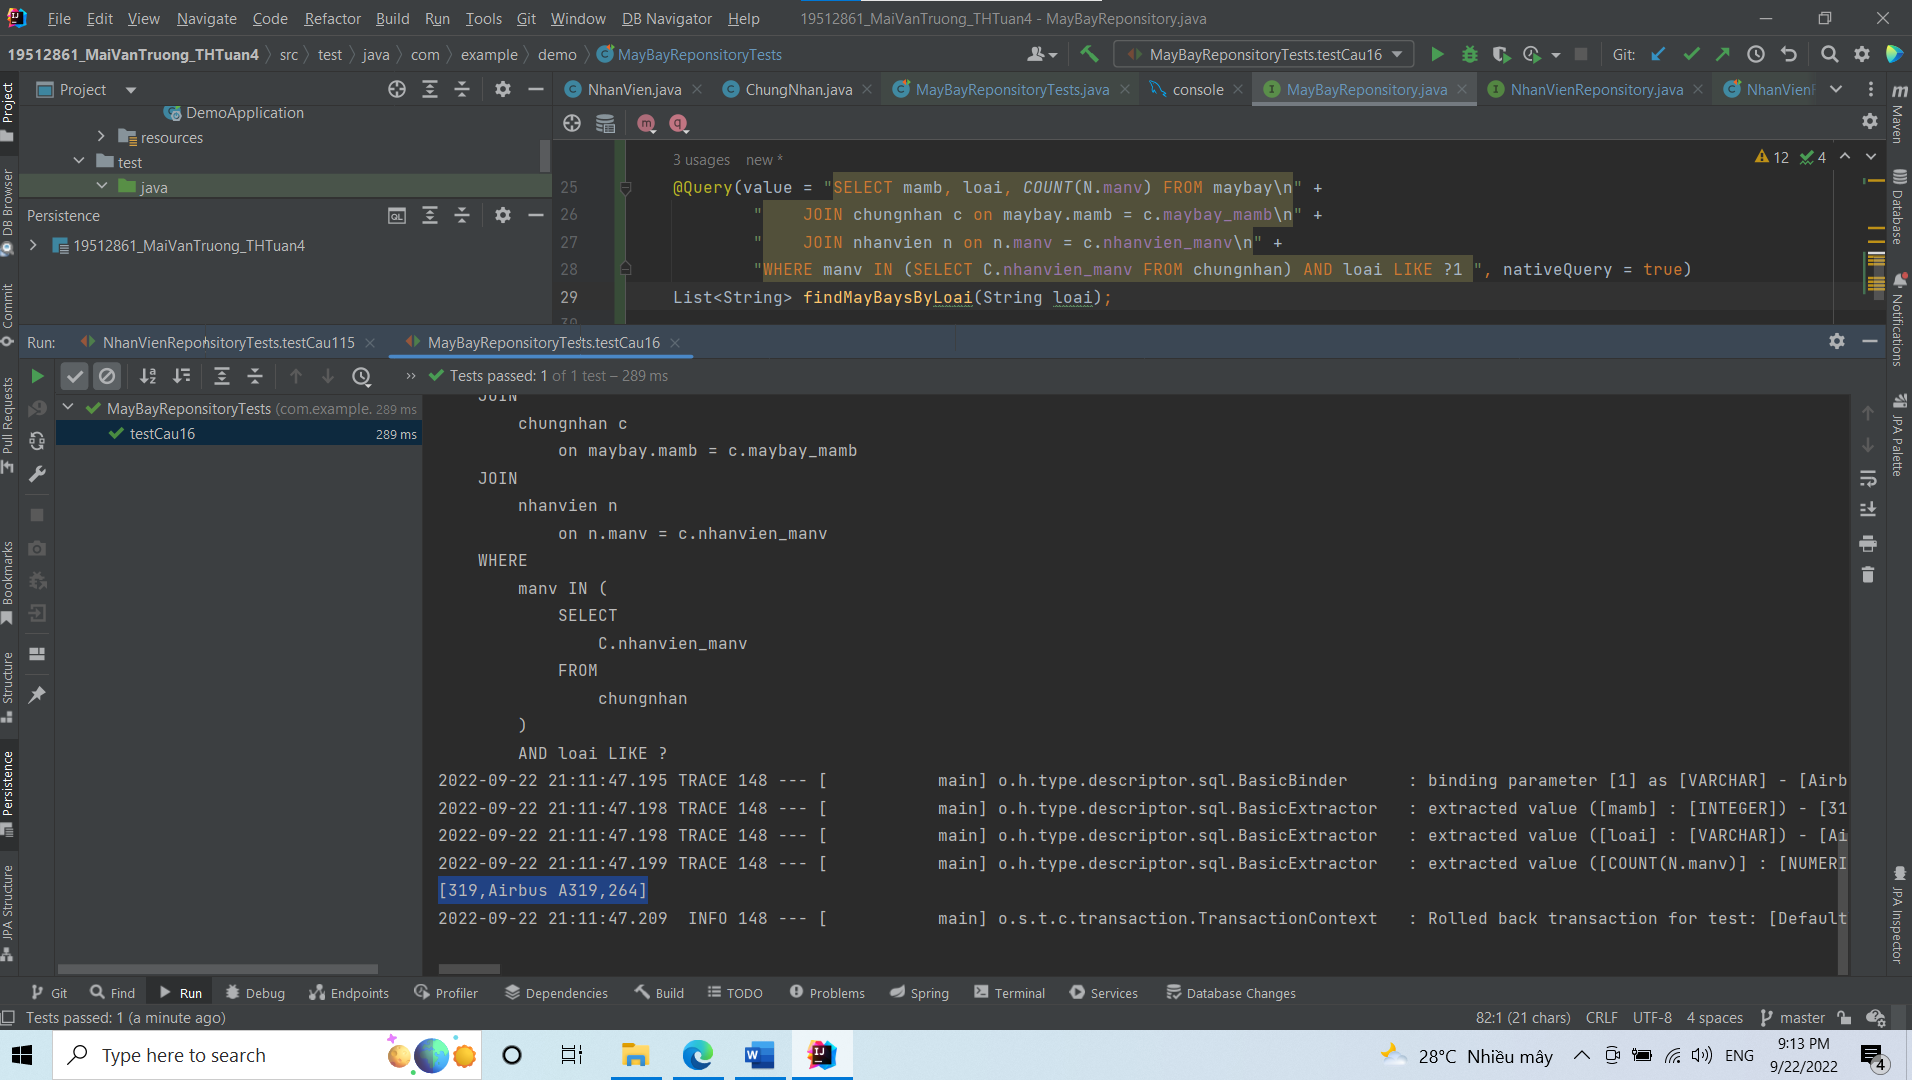 File Edit View Navigate Code Refactor Build Run Tools Git Window DB Navigator Help 19512861_MaiVanTruong_THTuan4 - MayBayReponsitory.java
19512861_MaiVanTruong_THTuan4 src test java com example demo MayBayReponsitoryTests MayBayReponsitoryTests.testCau16 Git:
Project NhanVien.java ChungNhan.java MayBayReponsitoryTests.java console MayBayReponsitory.java NhanVienReponsitory.java NhanVien
DemoApplication
resources
test
java
Persistence
19512861_MaiVanTruong_THTuan4
3 usages new *
12 4
25 @Query(value = "SELECT mamb, loai, COUNT(N.manv) FROM maybay\n" +
26 " JOIN chungnhan c on maybay.mamb = c.maybay_mamb\n" +
27 " JOIN nhanvien n on n.manv = c.nhanvien_manv\n" +
28 "WHERE manv IN (SELECT C.nhanvien_manv FROM chungnhan) AND loai LIKE ?1 ", nativeQuery = true)
29 List<String> findMayBaysByLoai(String loai);
30
Run: NhanVienReponsitoryTests.testCau115 MayBayReponsitoryTests.testCau16
Tests passed: 1 of 1 test – 289 ms
MayBayReponsitoryTests (com.example. 289 ms
testCau16 289 ms
JOIN
chungnhan c
on maybay.mamb = c.maybay_mamb
JOIN
nhanvien n
on n.manv = c.nhanvien_manv
WHERE
manv IN (
SELECT
C.nhanvien_manv
FROM
chungnhan
)
AND loai LIKE ?
2022-09-22 21:11:47.195 TRACE 148 --- [ main] o.h.type.descriptor.sql.BasicBinder : binding parameter [1] as [VARCHAR] - [Airb
2022-09-22 21:11:47.198 TRACE 148 --- [ main] o.h.type.descriptor.sql.BasicExtractor : extracted value ([mamb] : [INTEGER]) - [31
2022-09-22 21:11:47.198 TRACE 148 --- [ main] o.h.type.descriptor.sql.BasicExtractor : extracted value ([loai] : [VARCHAR]) - [Ai
2022-09-22 21:11:47.199 TRACE 148 --- [ main] o.h.type.descriptor.sql.BasicExtractor : extracted value ([COUNT(N.manv)] : [NUMERI
[319,Airbus A319,264]
2022-09-22 21:11:47.209 INFO 148 --- [ main] o.s.t.c.transaction.TransactionContext : Rolled back transaction for test: [Default
Project
DB Browser
Commit
Pull Requests
Bookmarks
Structure
Persistence
JPA Structure
Maven
Database
Notifications
JPA Palette
JPA Inspector
Git Find Run Debug Endpoints Profiler Dependencies Build TODO Problems Spring Terminal Services Database Changes
Tests passed: 1 (a minute ago) 82:1 (21 chars) CRLF UTF-8 4 spaces master
Type here to search 28°C Nhiều mây ENG 9:13 PM
9/22/2022 4